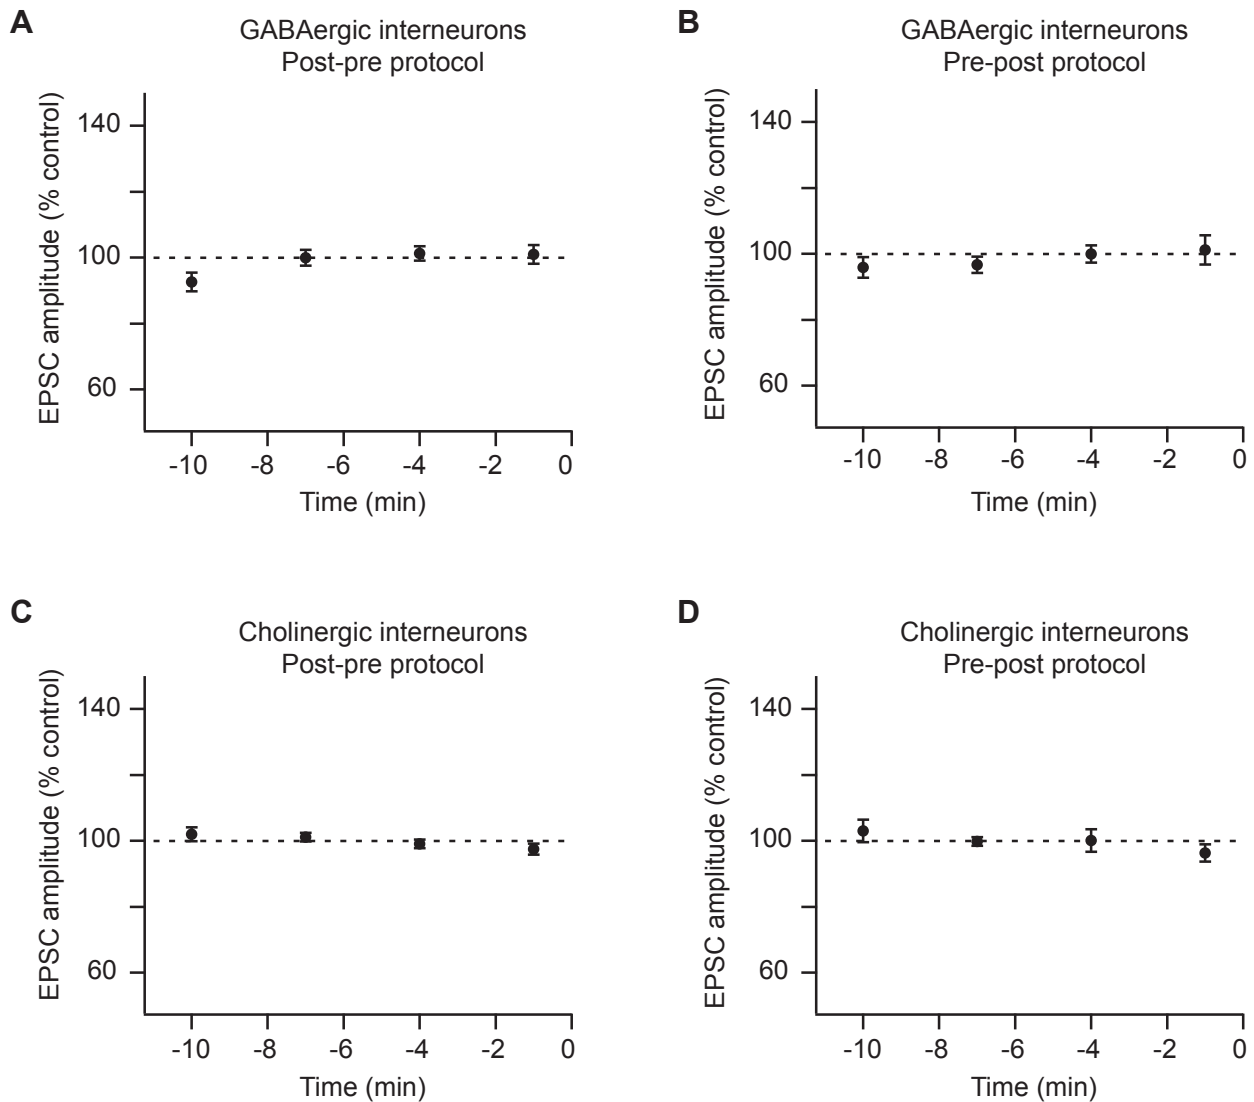 A
GABAergic interneurons
Post-pre protocol
EPSC amplitude (% control)
140
100
60
-10 -8 -6 -4 -2 0
Time (min)
B
GABAergic interneurons
Pre-post protocol
EPSC amplitude (% control)
140
100
60
-10 -8 -6 -4 -2 0
Time (min)
C
Cholinergic interneurons
Post-pre protocol
EPSC amplitude (% control)
140
100
60
-10 -8 -6 -4 -2 0
Time (min)
D
Cholinergic interneurons
Pre-post protocol
EPSC amplitude (% control)
140
100
60
-10 -8 -6 -4 -2 0
Time (min)